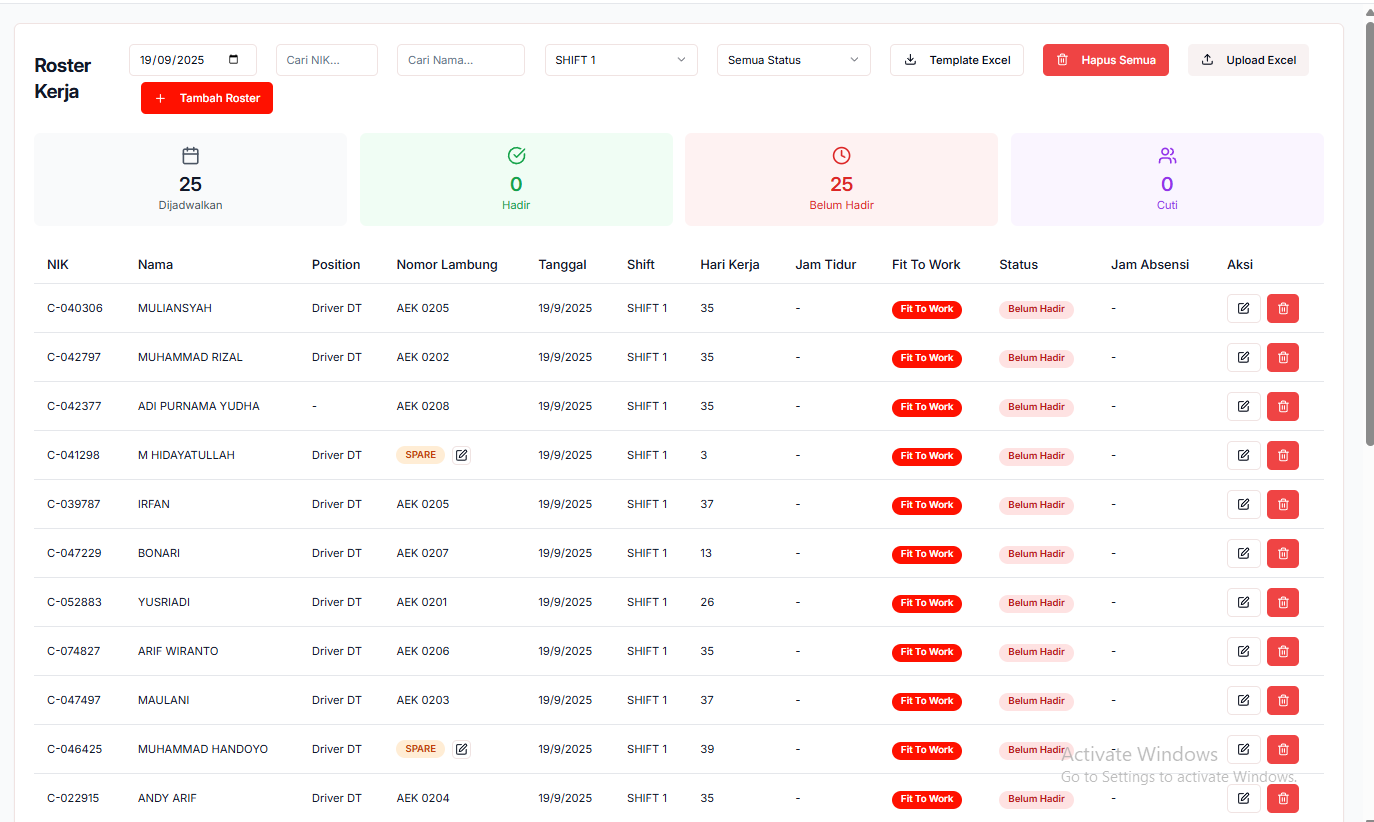 Roster Kerja
19/09/2025 Cari NIK... Cari Nama... SHIFT 1 Semua Status Template Excel Hapus Semua Upload Excel
+ Tambah Roster
25 0 25 0
Dijadwalkan Hadir Belum Hadir Cuti
NIK Nama Position Nomor Lambung Tanggal Shift Hari Kerja Jam Tidur Fit To Work Status Jam Absensi Aksi
C-040306 MULIANSYAH Driver DT AEK 0205 19/9/2025 SHIFT 1 35 - Fit To Work Belum Hadir -
C-042797 MUHAMMAD RIZAL Driver DT AEK 0202 19/9/2025 SHIFT 1 35 - Fit To Work Belum Hadir -
C-042377 ADI PURNAMA YUDHA - AEK 0208 19/9/2025 SHIFT 1 35 - Fit To Work Belum Hadir -
C-041298 M HIDAYATULLAH Driver DT SPARE 19/9/2025 SHIFT 1 3 - Fit To Work Belum Hadir -
C-039787 IRFAN Driver DT AEK 0205 19/9/2025 SHIFT 1 37 - Fit To Work Belum Hadir -
C-047229 BONARI Driver DT AEK 0207 19/9/2025 SHIFT 1 13 - Fit To Work Belum Hadir -
C-052883 YUSRIADI Driver DT AEK 0201 19/9/2025 SHIFT 1 26 - Fit To Work Belum Hadir -
C-074827 ARIF WIRANTO Driver DT AEK 0206 19/9/2025 SHIFT 1 35 - Fit To Work Belum Hadir -
C-047497 MAULANI Driver DT AEK 0203 19/9/2025 SHIFT 1 37 - Fit To Work Belum Hadir -
C-046425 MUHAMMAD HANDOYO Driver DT SPARE 19/9/2025 SHIFT 1 39 - Fit To Work Belum Hadir -
Activate Windows
Go to Settings to activate Windows.
C-022915 ANDY ARIF Driver DT AEK 0204 19/9/2025 SHIFT 1 35 - Fit To Work Belum Hadir -